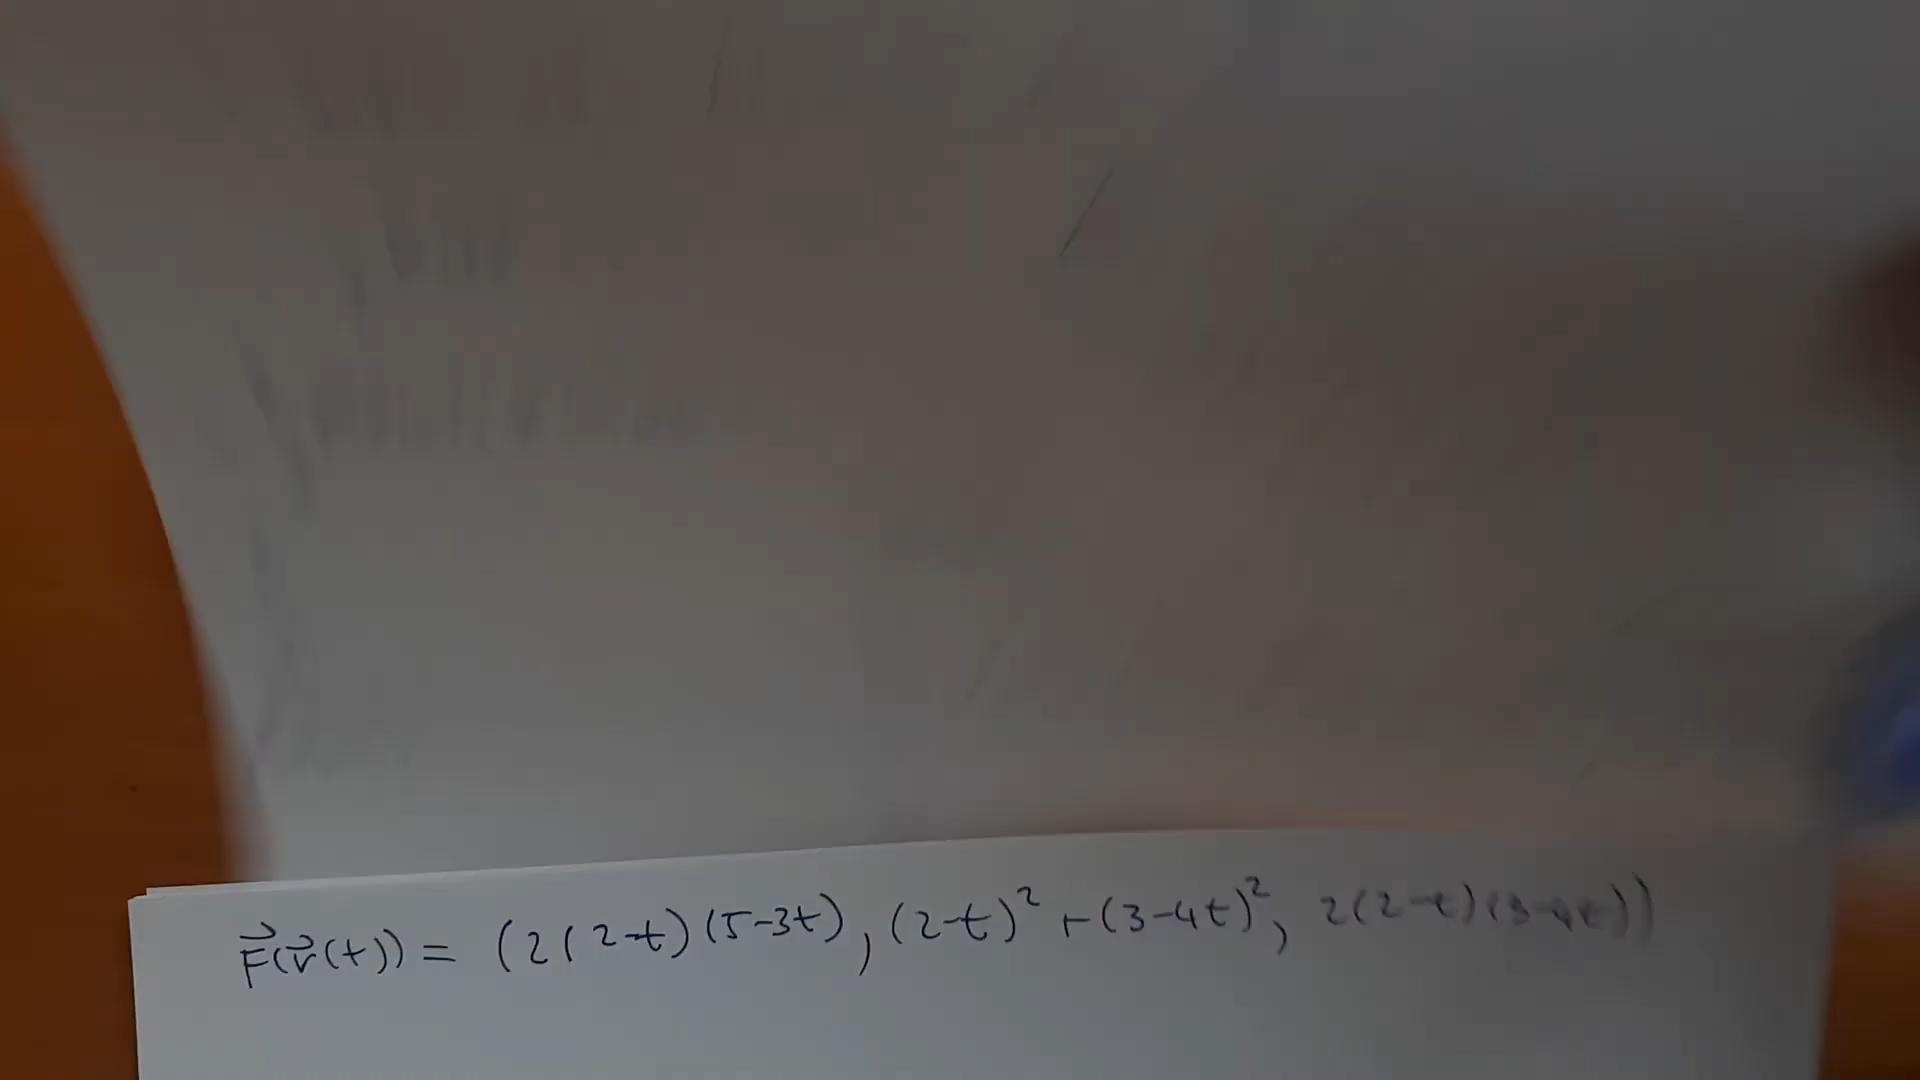 F⃗(r⃗(t)) = (2(2-t)(5-3t), (2-t)² + (3-4t)², 2(2-t)(3-4t))